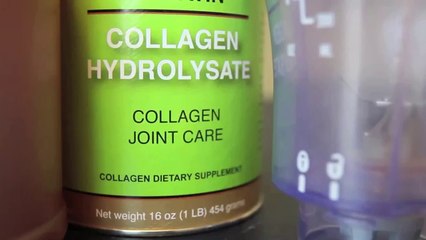 COLLAGEN
HYDROLYSATE
COLLAGEN
JOINT CARE
COLLAGEN DIETARY SUPPLEMENT
Net weight 16 oz (1 LB) 454 grams